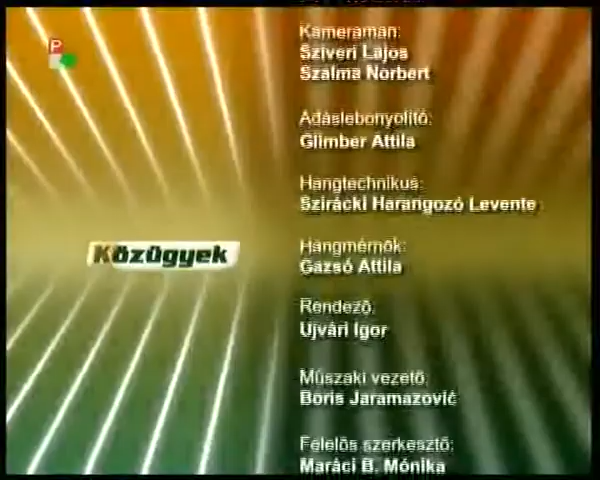 P
Kameraman:
Sziveri Lajos
Szalma Norbert
Adáslebonyolító:
Glimber Attila
Hangtechnikus:
Szirácki Harangozó Levente
Közügyek
Hangmérnök:
Gazsó Attila
Rendező:
Ujvári Igor
Műszaki vezető:
Boris Jaramazović
Felelős szerkesztő:
Maráci B. Mónika